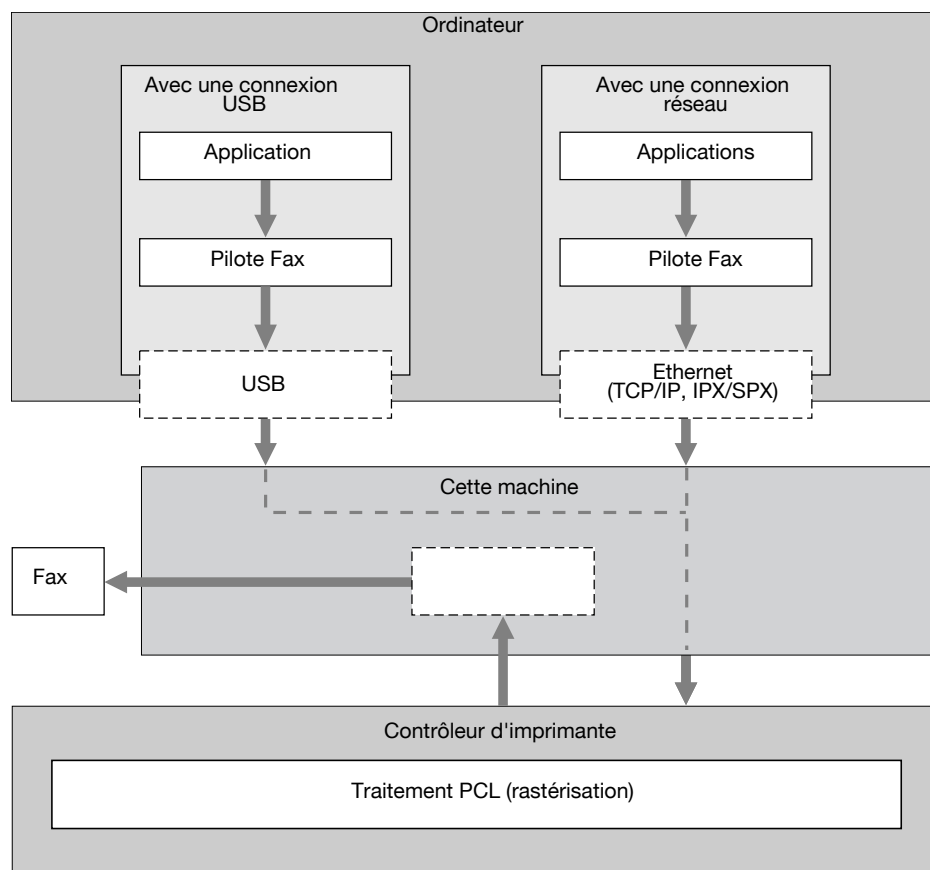 Ordinateur
Avec une connexion
USB
Application
Pilote Fax
USB
Avec une connexion
réseau
Applications
Pilote Fax
Ethernet
(TCP/IP, IPX/SPX)
Cette machine
Fax
Contrôleur d'imprimante
Traitement PCL (rastérisation)